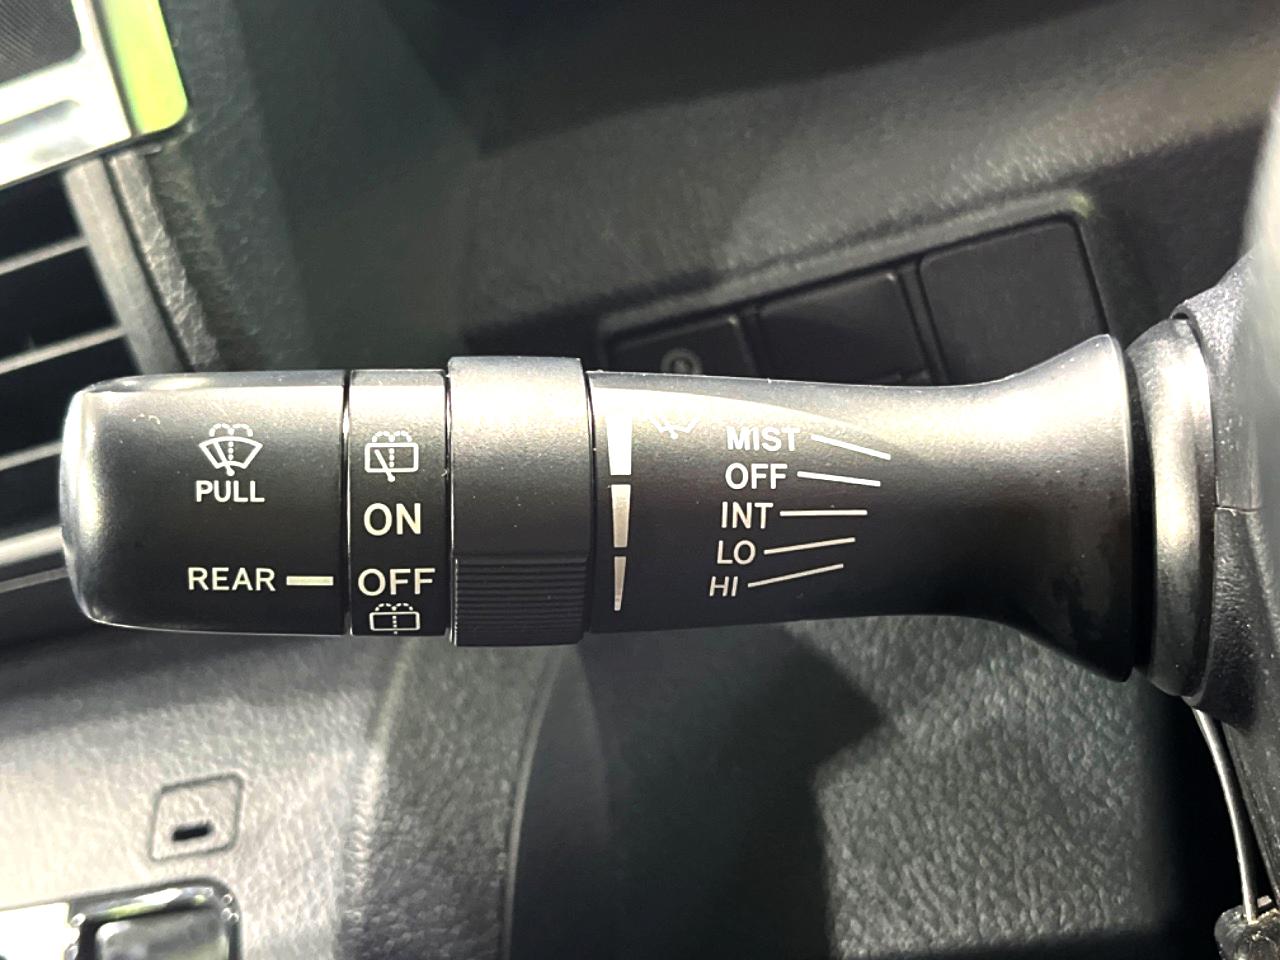 PULL
REAR
ON
OFF
MIST
OFF
INT
LO
HI